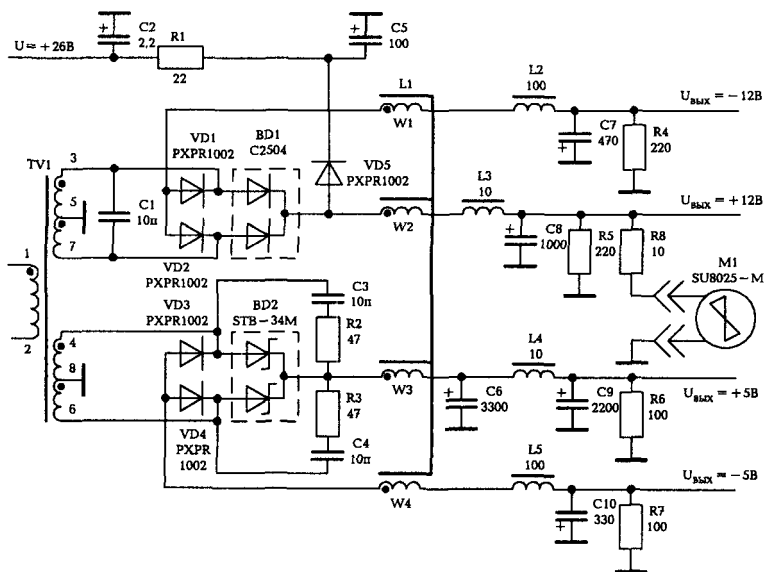 U = +26В
C2
2,2
R1
22
C5
100
L1
W1
L2
100
Uвых = −12В
C7
470
R4
220
VD1
PXPR1002
BD1
C2504
TV1
3
5
7
C1
10п
VD5
PXPR1002
W2
L3
10
Uвых = +12В
C8
1000
R5
220
R8
10
M1
SU8025−M
1
2
VD2
PXPR1002
VD3
PXPR1002
BD2
STB−34M
C3
10п
R2
47
4
8
6
W3
L4
10
C6
3300
C9
2200
R6
100
Uвых = +5В
R3
47
C4
10п
VD4
PXPR
1002
W4
L5
100
Uвых = −5В
C10
330
R7
100